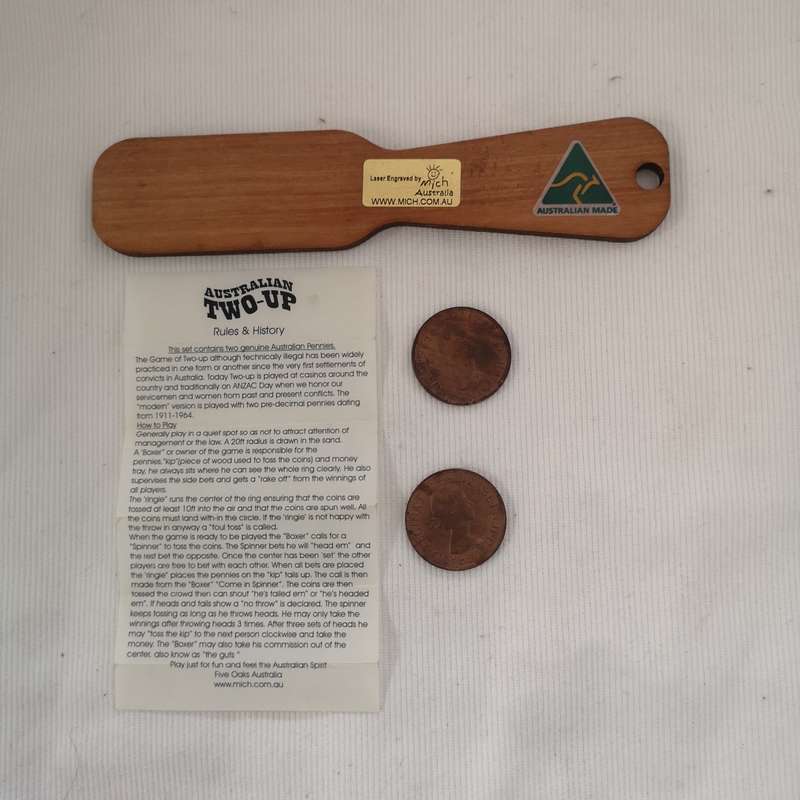 Laser Engraved by
Mich
Australia
WWW.MICH.COM.AU
AUSTRALIAN MADE
AUSTRALIAN
TWO-UP
Rules & History
This set contains two genuine Australian Pennies.
The Game of Two-up although technically illegal has been widely
practiced in one form or another since the very first settlements of
convicts in Australia. Today Two-up is played at casinos around the
country and traditionally on ANZAC Day when we honor our
servicemen and women from past and present conflicts. The
"modern" version is played with two pre-decimal pennies dating
from 1911-1964.
How to Play
Generally play in a quiet spot so as not to attract attention of
management or the law. A 20ft radius is drawn in the sand.
A "Boxer" or owner of the game is responsible for the
pennies,"kip"(piece of wood used to toss the coins) and money
tray, he always sits where he can see the whole ring clearly. He also
supervises the side bets and gets a "rake off" from the winnings of
all players.
The "ringie" runs the center of the ring ensuring that the coins are
tossed at least 10ft into the air and that the coins are spun well. All
the coins must land with-in the circle. If the 'ringie' is not happy with
the throw in anyway a "foul toss" is called.
When the game is ready to be played the "Boxer" calls for a
"Spinner" to toss the coins. The Spinner bets he will "head em" and
the rest bet the opposite. Once the center has been 'set' the other
players are free to bet with each other. When all bets are placed
the 'ringie' places the pennies on the "kip" tails up. The call is then
made from the "Boxer" "Come in Spinner". The coins are then
tossed the crowd then can shout "he's tailed em" or "he's headed
em". If heads and tails show a "no throw" is declared. The spinner
keeps tossing as long as he throws heads. He may only take the
winnings after throwing heads 3 times. After three sets of heads he
may "toss the kip" to the next person clockwise and take the
money. The "Boxer" may also take his commission out of the
center, also know as "the guts "
Play just for fun and feel the Australian Spirit
Five Oaks Australia
www.mich.com.au